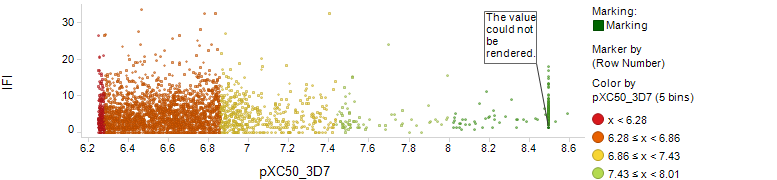 The value
could not
be
rendered.
IFI
30
20
10
0
6.2 6.4 6.6 6.8 7 7.2 7.4 7.6 7.8 8 8.2 8.4 8.6
pXC50_3D7
Marking:
Marking
Marker by
(Row Number)
Color by
pXC50_3D7 (5 bins)
x < 6.28
6.28 ≤ x < 6.86
6.86 ≤ x < 7.43
7.43 ≤ x < 8.01